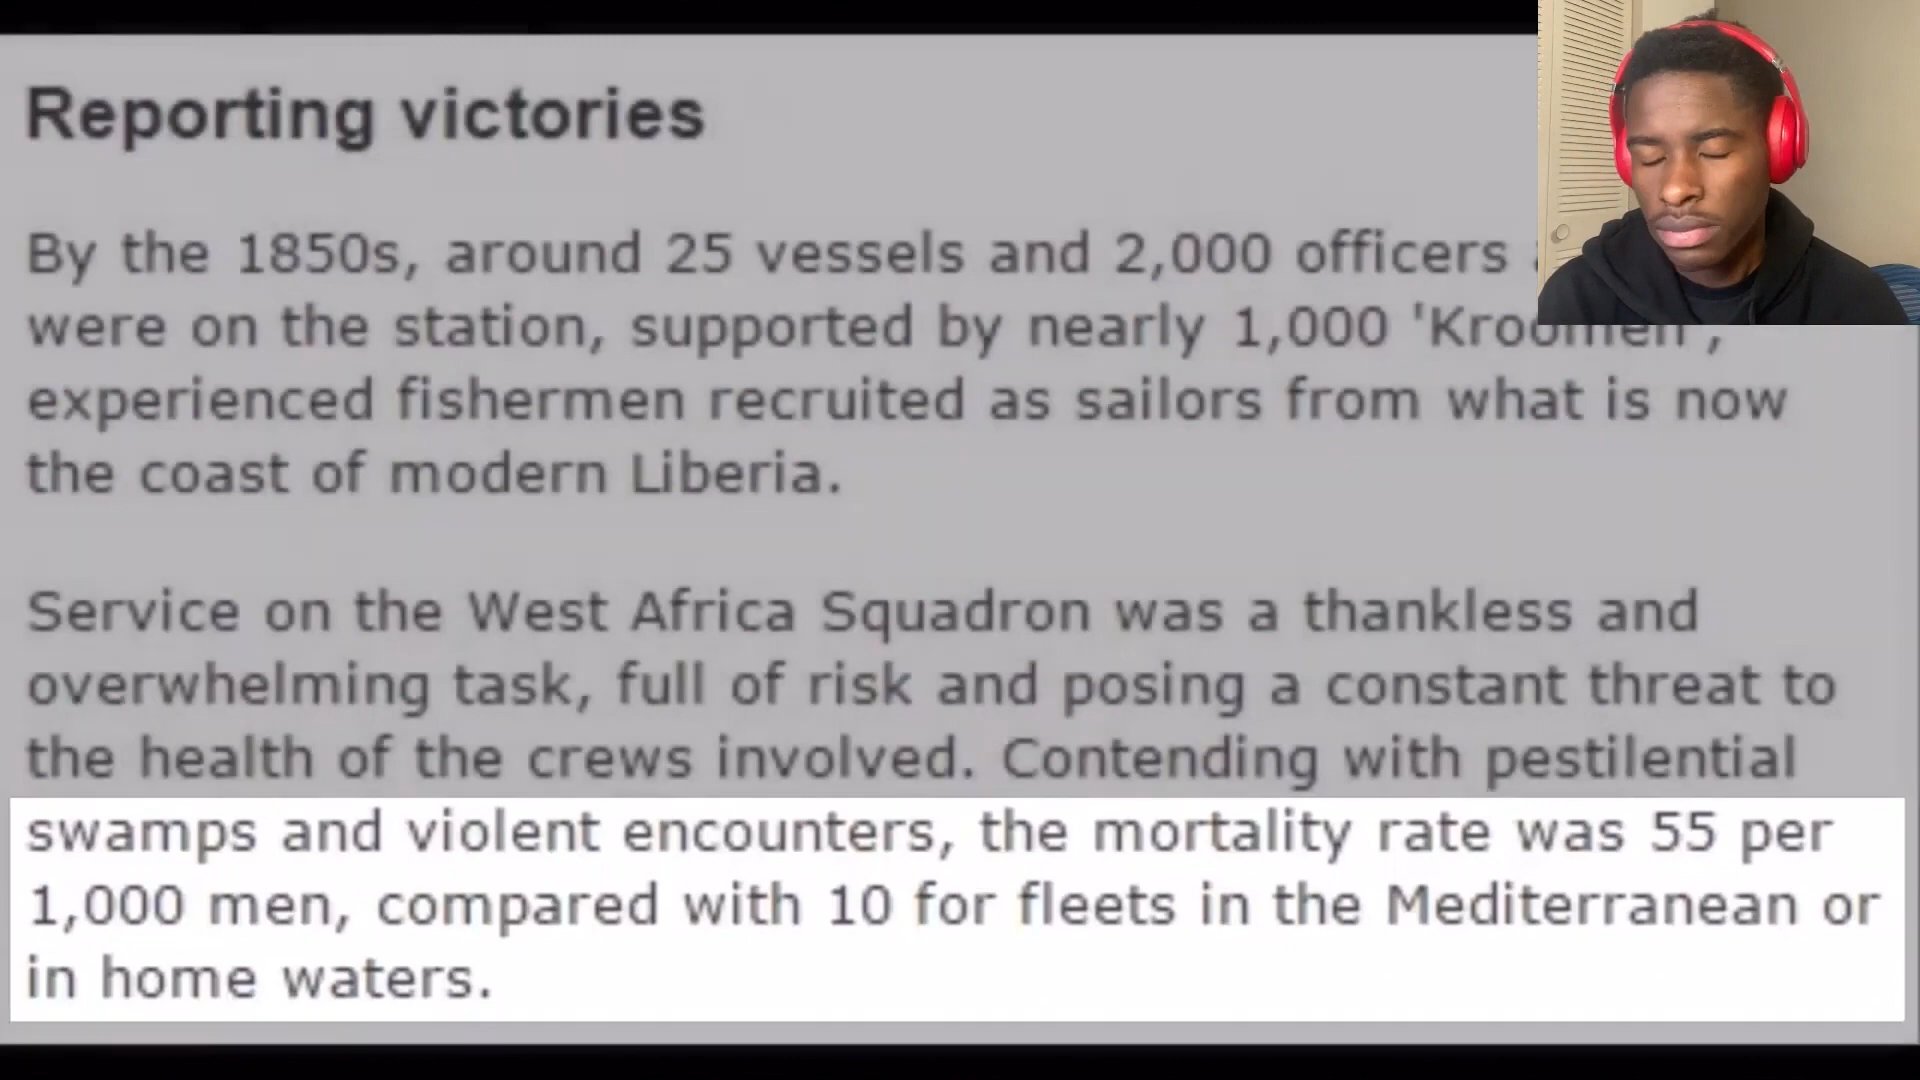 Reporting victories
By the 1850s, around 25 vessels and 2,000 officers
were on the station, supported by nearly 1,000 'Kroomen',
experienced fishermen recruited as sailors from what is now
the coast of modern Liberia.
Service on the West Africa Squadron was a thankless and
overwhelming task, full of risk and posing a constant threat to
the health of the crews involved. Contending with pestilential
swamps and violent encounters, the mortality rate was 55 per
1,000 men, compared with 10 for fleets in the Mediterranean or
in home waters.